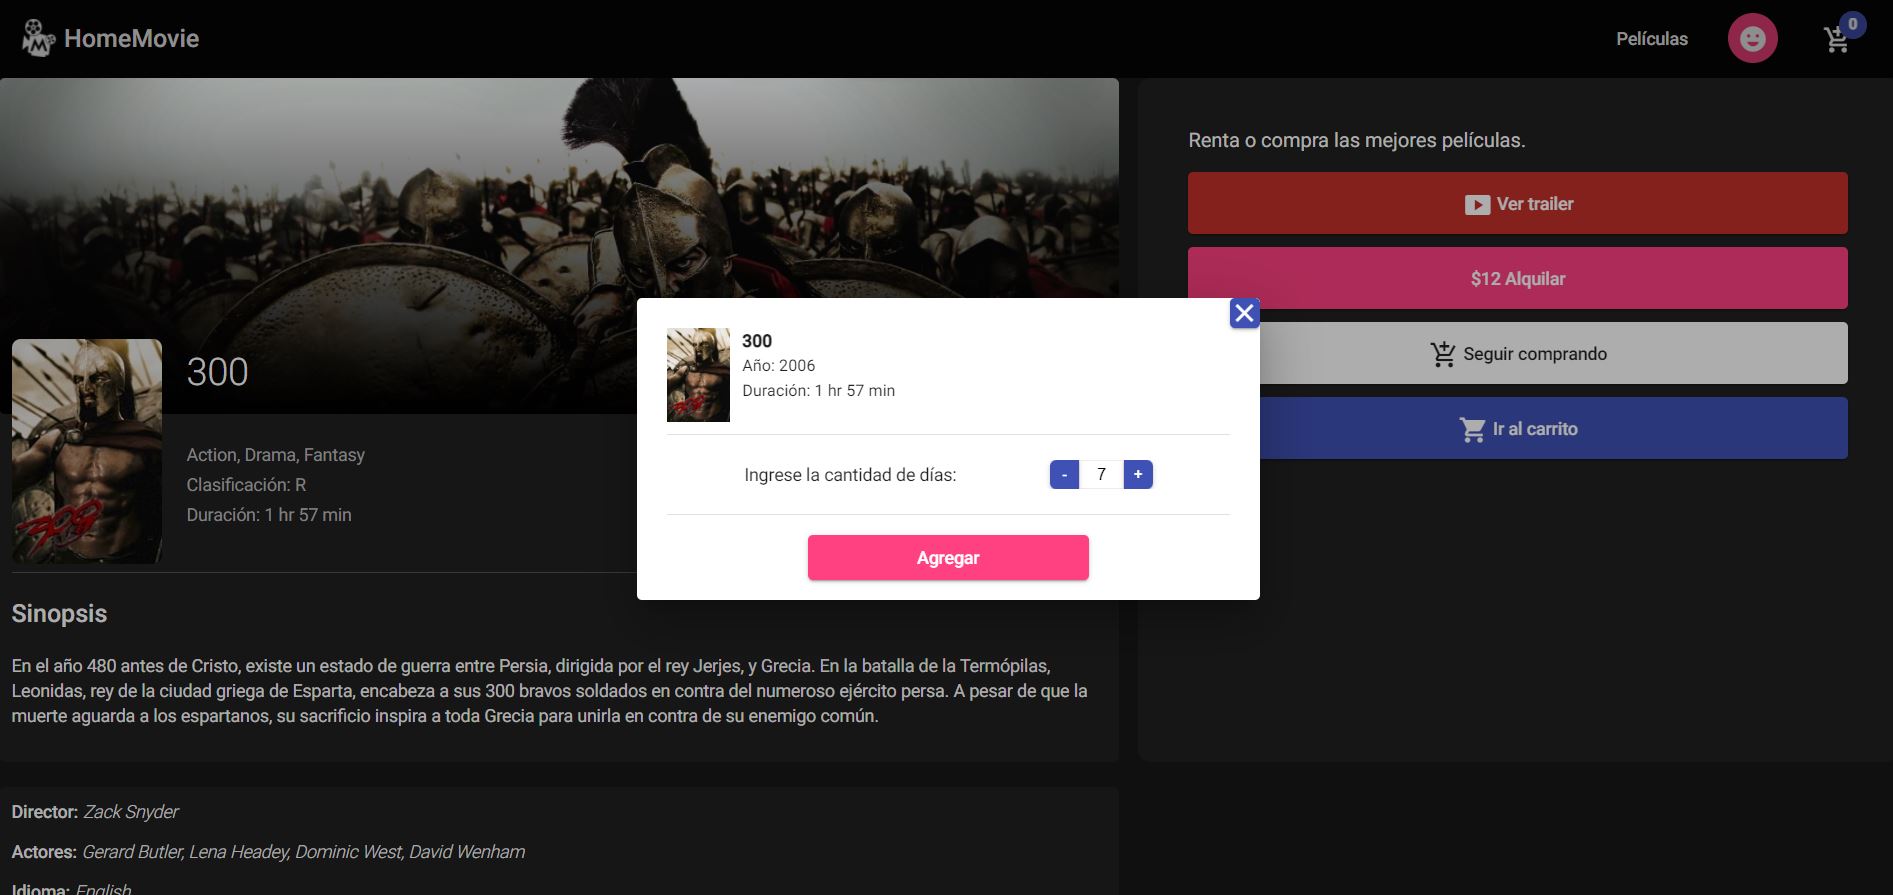 HomeMovie
Películas
0
Renta o compra las mejores películas.
Ver trailer
$12 Alquilar
Seguir comprando
Ir al carrito
300
Año: 2006
Duración: 1 hr 57 min
Ingrese la cantidad de días:
- 7 +
Agregar
300
Action, Drama, Fantasy
Clasificación: R
Duración: 1 hr 57 min
300
300
Sinopsis
En el año 480 antes de Cristo, existe un estado de guerra entre Persia, dirigida por el rey Jerjes, y Grecia. En la batalla de la Termópilas,
Leonidas, rey de la ciudad griega de Esparta, encabeza a sus 300 bravos soldados en contra del numeroso ejército persa. A pesar de que la
muerte aguarda a los espartanos, su sacrificio inspira a toda Grecia para unirla en contra de su enemigo común.
Director: Zack Snyder
Actores: Gerard Butler, Lena Headey, Dominic West, David Wenham
Idioma: English